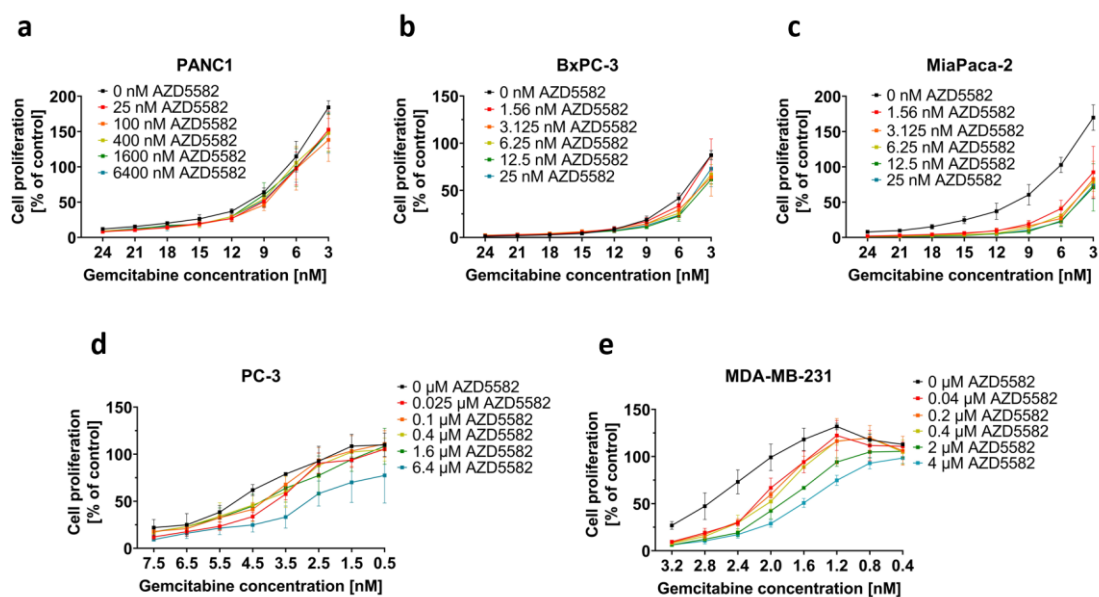 a
PANC1
0 nM AZD5582
25 nM AZD5582
100 nM AZD5582
400 nM AZD5582
1600 nM AZD5582
6400 nM AZD5582
Cell proliferation
[% of control]
200
150
100
50
0
24 21 18 15 12 9 6 3
Gemcitabine concentration [nM]
b
BxPC-3
0 nM AZD5582
1.56 nM AZD5582
3.125 nM AZD5582
6.25 nM AZD5582
12.5 nM AZD5582
25 nM AZD5582
Cell proliferation
[% of control]
150
100
50
0
24 21 18 15 12 9 6 3
Gemcitabine concentration [nM]
c
MiaPaca-2
0 nM AZD5582
1.56 nM AZD5582
3.125 nM AZD5582
6.25 nM AZD5582
12.5 nM AZD5582
25 nM AZD5582
Cell proliferation
[% of control]
200
150
100
50
0
24 21 18 15 12 9 6 3
Gemcitabine concentration [nM]
d
PC-3
0 µM AZD5582
0.025 µM AZD5582
0.1 µM AZD5582
0.4 µM AZD5582
1.6 µM AZD5582
6.4 µM AZD5582
Cell proliferation
[% of control]
150
100
50
0
7.5 6.5 5.5 4.5 3.5 2.5 1.5 0.5
Gemcitabine concentration [nM]
e
MDA-MB-231
0 µM AZD5582
0.04 µM AZD5582
0.2 µM AZD5582
0.4 µM AZD5582
2 µM AZD5582
4 µM AZD5582
Cell proliferation
[% of control]
150
100
50
0
3.2 2.8 2.4 2.0 1.6 1.2 0.8 0.4
Gemcitabine concentration [nM]